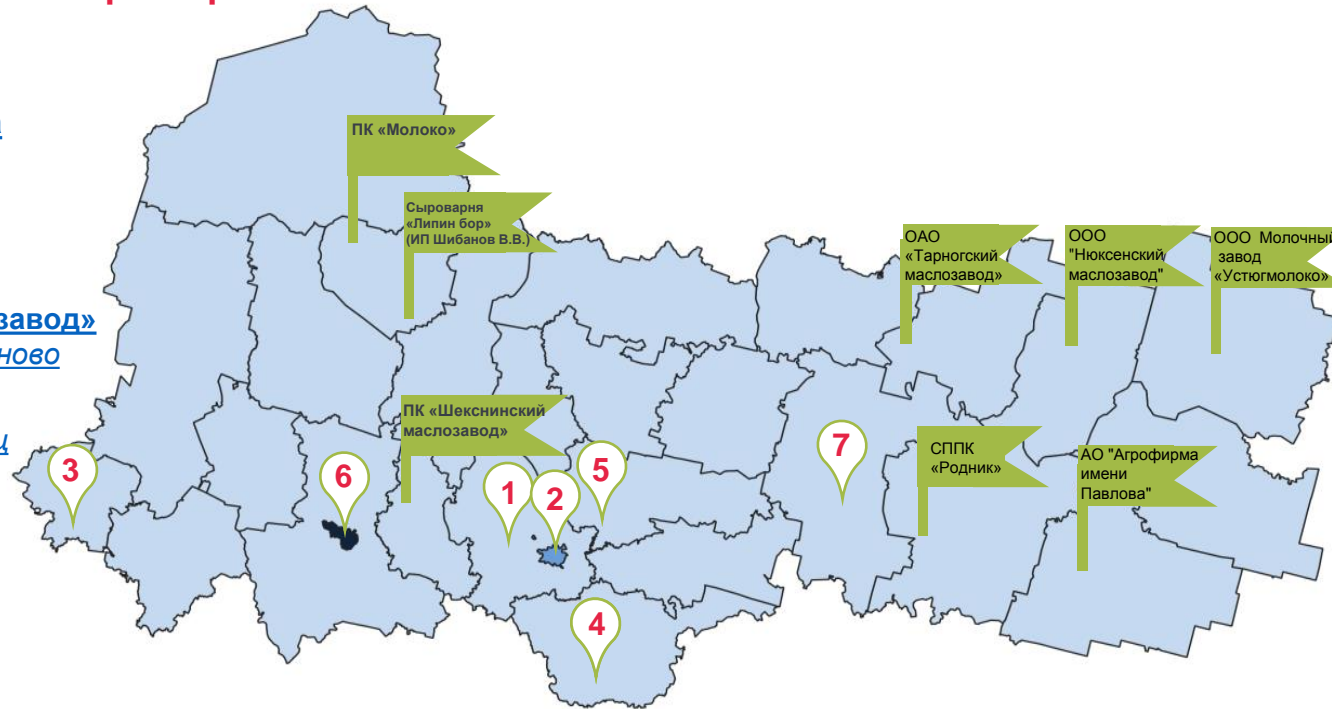 ПК «Молоко»
Сыроварня
«Липин бор»
(ИП Шибанов В.В.)
ОАО
«Тарногский
маслозавод»
ООО
"Нюксенский
маслозавод"
ООО Молочный
завод
«Устюгмолоко»
завод»
ново
ПК «Шекснинский
маслозавод»
СППК
«Родник»
АО "Агрофирма
имени
Павлова"
3
6
1
2
5
7
4